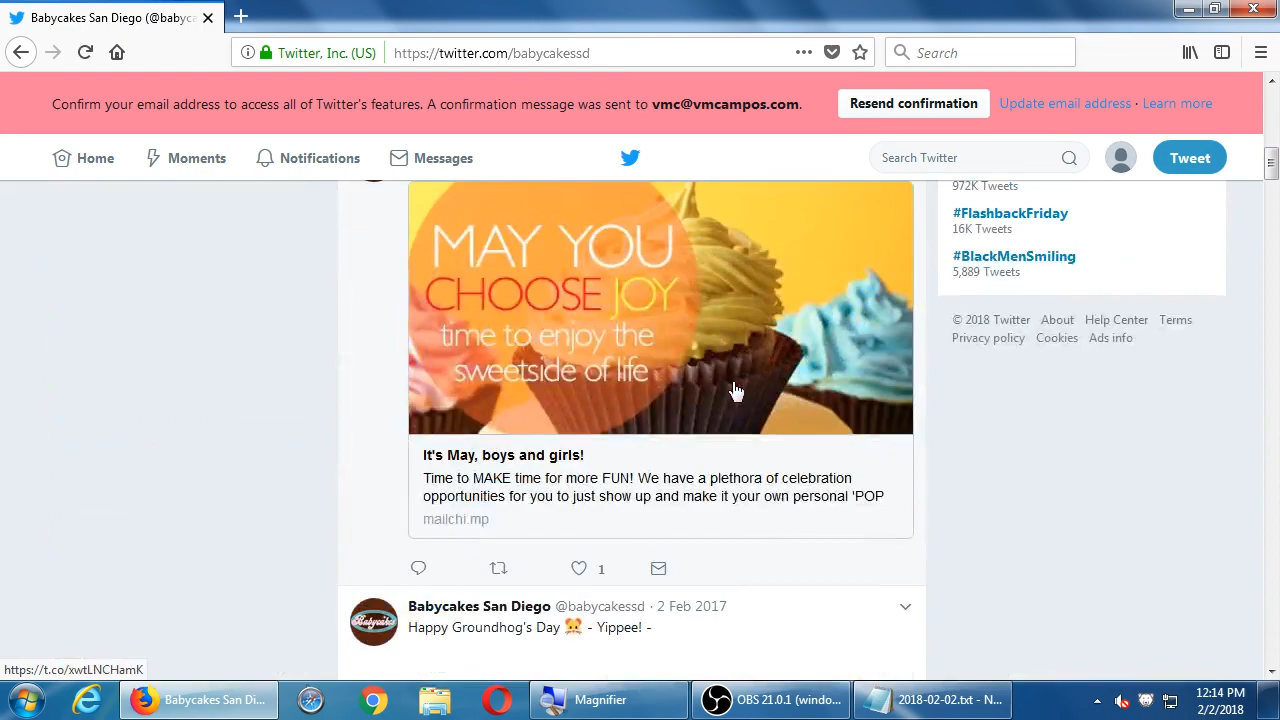 Babycakes San Diego (@babyca
Twitter, Inc. (US)
https://twitter.com/babycakessd
Search
Confirm your email address to access all of Twitter's features. A confirmation message was sent to vmc@vmcampos.com.
Resend confirmation
Update email address · Learn more
Home
Moments
Notifications
Messages
Search Twitter
Tweet
972K Tweets
#FlashbackFriday
16K Tweets
#BlackMenSmiling
5,889 Tweets
© 2018 Twitter About Help Center Terms
Privacy policy Cookies Ads info
MAY YOU
CHOOSE JOY
time to enjoy the
sweetside of life
It's May, boys and girls!
Time to MAKE time for more FUN! We have a plethora of celebration
opportunities for you to just show up and make it your own personal 'POP
mailchi.mp
1
Babycakes San Diego @babycakessd · 2 Feb 2017
Happy Groundhog's Day 🐹 - Yippee! -
Babycakes
https://t.co/xwtLNCHamK
Babycakes San Di...
Magnifier
OBS 21.0.1 (windo...
2018-02-02.txt - N...
12:14 PM
2/2/2018